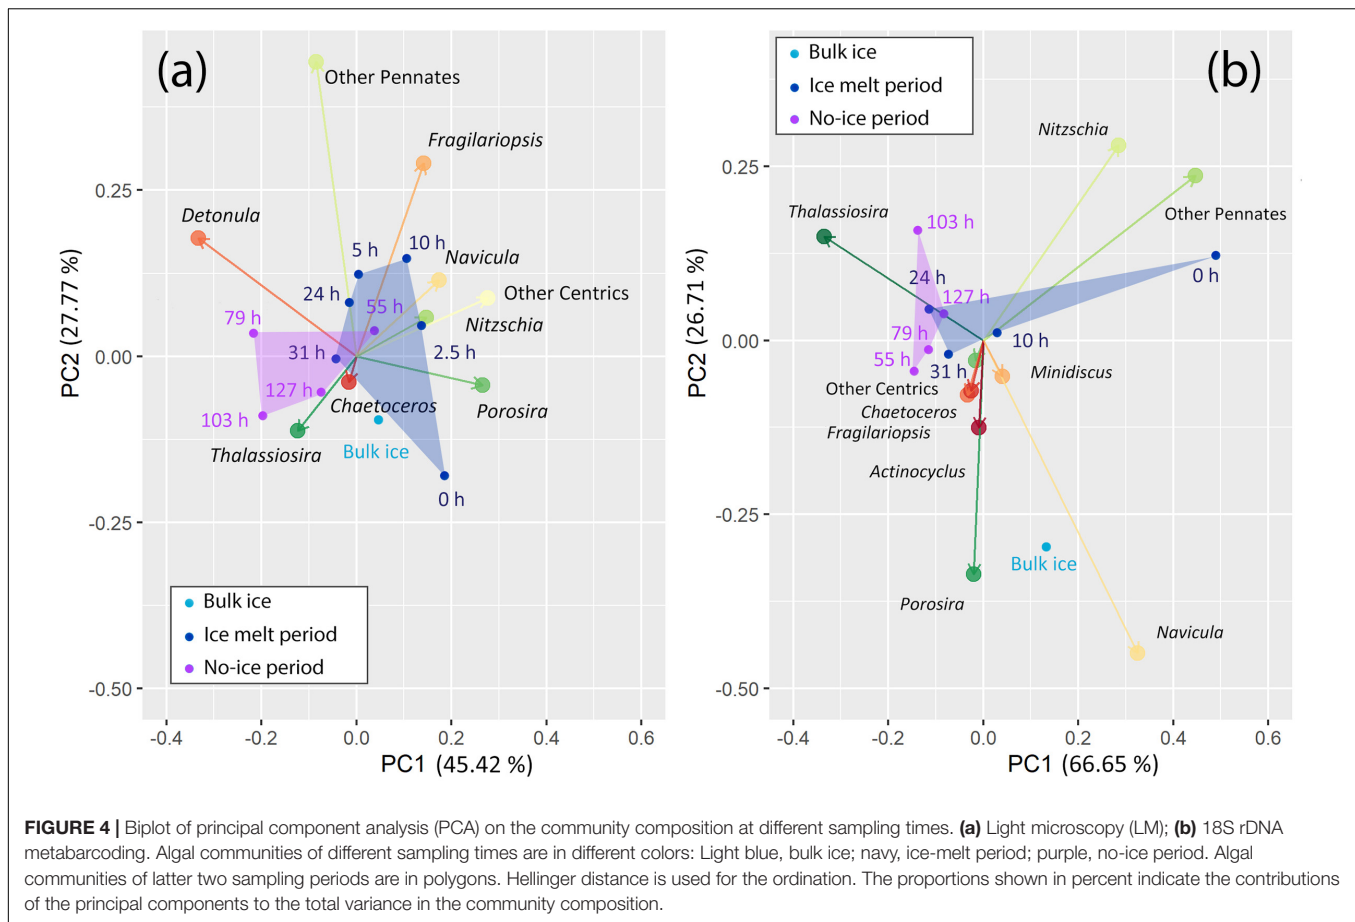 (a)
Other Pennates
Fragilariopsis
Detonula
5 h
10 h
Navicula
24 h
55 h
Other Centrics
79 h
Nitzschia
31 h
2.5 h
127 h
Chaetoceros
Porosira
103 h
Thalassiosira
Bulk ice
0 h
Bulk ice
Ice melt period
No-ice period
0.25
0.00
-0.25
-0.50
PC2 (27.77 %)
-0.4 -0.2 0.0 0.2 0.4 0.6
PC1 (45.42 %)
Bulk ice
Ice melt period
No-ice period
(b)
Nitzschia
Thalassiosira
103 h
Other Pennates
24 h
127 h
0 h
79 h
10 h
55 h
31 h
Minidiscus
Other Centrics
Chaetoceros
Fragilariopsis
Actinocyclus
Bulk ice
Porosira
Navicula
0.25
0.00
-0.25
-0.50
PC2 (26.71 %)
-0.4 -0.2 0.0 0.2 0.4 0.6
PC1 (66.65 %)
FIGURE 4 | Biplot of principal component analysis (PCA) on the community composition at different sampling times. (a) Light microscopy (LM); (b) 18S rDNA
metabarcoding. Algal communities of different sampling times are in different colors: Light blue, bulk ice; navy, ice-melt period; purple, no-ice period. Algal
communities of latter two sampling periods are in polygons. Hellinger distance is used for the ordination. The proportions shown in percent indicate the contributions
of the principal components to the total variance in the community composition.